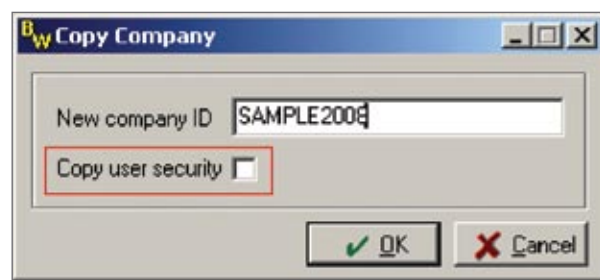 BW Copy Company
New company ID SAMPLE2008
Copy user security
OK Cancel